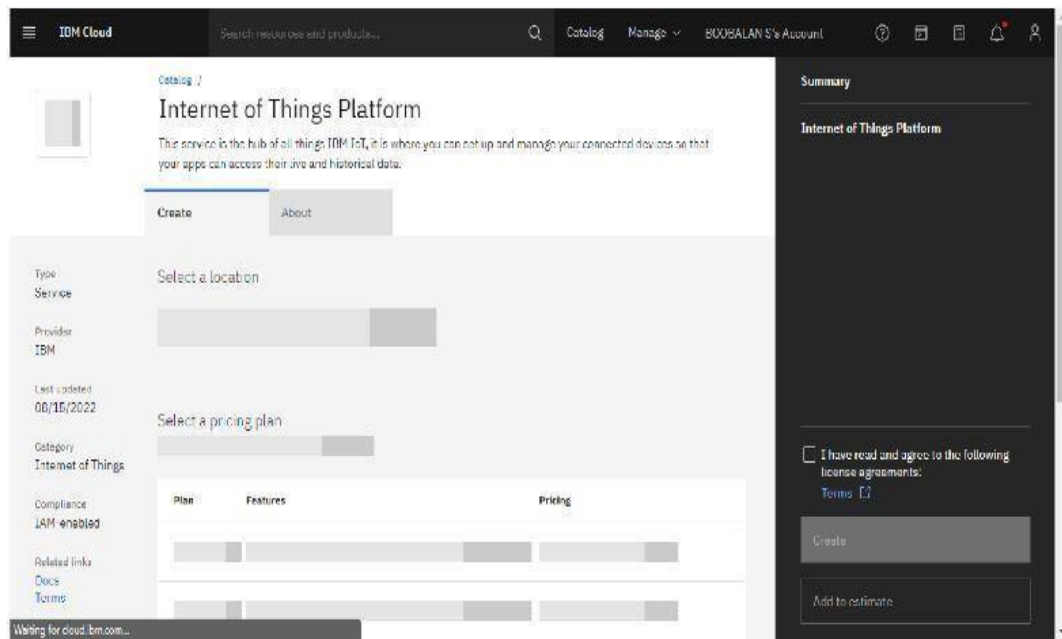 IBM Cloud
Search resources and products...
Catalog
Manage
BOOBALAN S's Account
Catalog /
Internet of Things Platform
This service is the hub of all things IBM IoT, it is where you can set up and manage your connected devices so that
your apps can access their live and historical data.
Create
About
Type
Service
Provider
IBM
Last updated
08/15/2022
Category
Internet of Things
Compliance
IAM-enabled
Related links
Docs
Terms
Select a location
Select a pricing plan
Plan Features Pricing
Summary
Internet of Things Platform
I have read and agree to the following
license agreements:
Terms
Create
Add to estimate
Waiting for cloud.ibm.com...